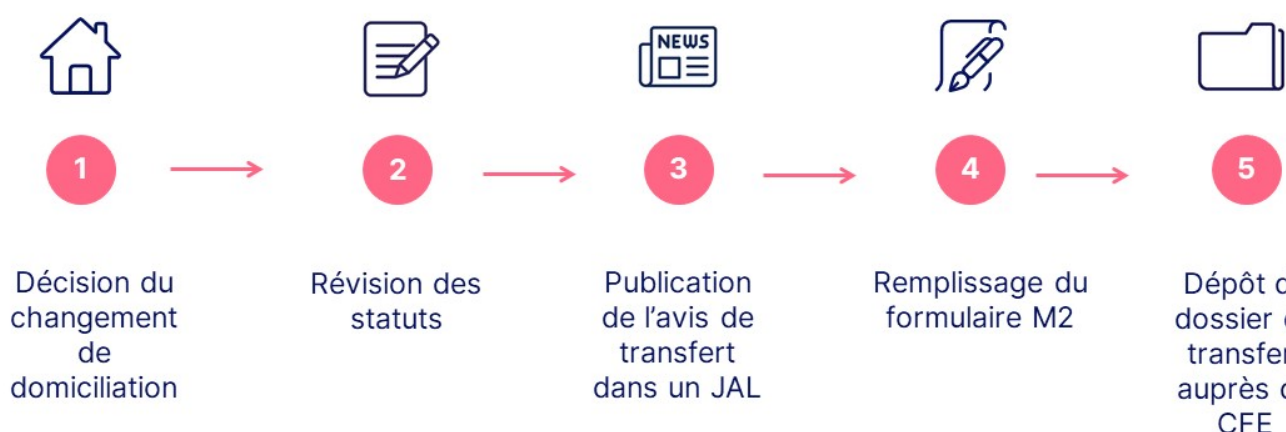 NEWS
1
2
3
4
5
Décision du
changement
de
domiciliation
Révision des
statuts
Publication
de l’avis de
transfert
dans un JAL
Remplissage du
formulaire M2
Dépôt
dossier
transfer
auprès
CFE